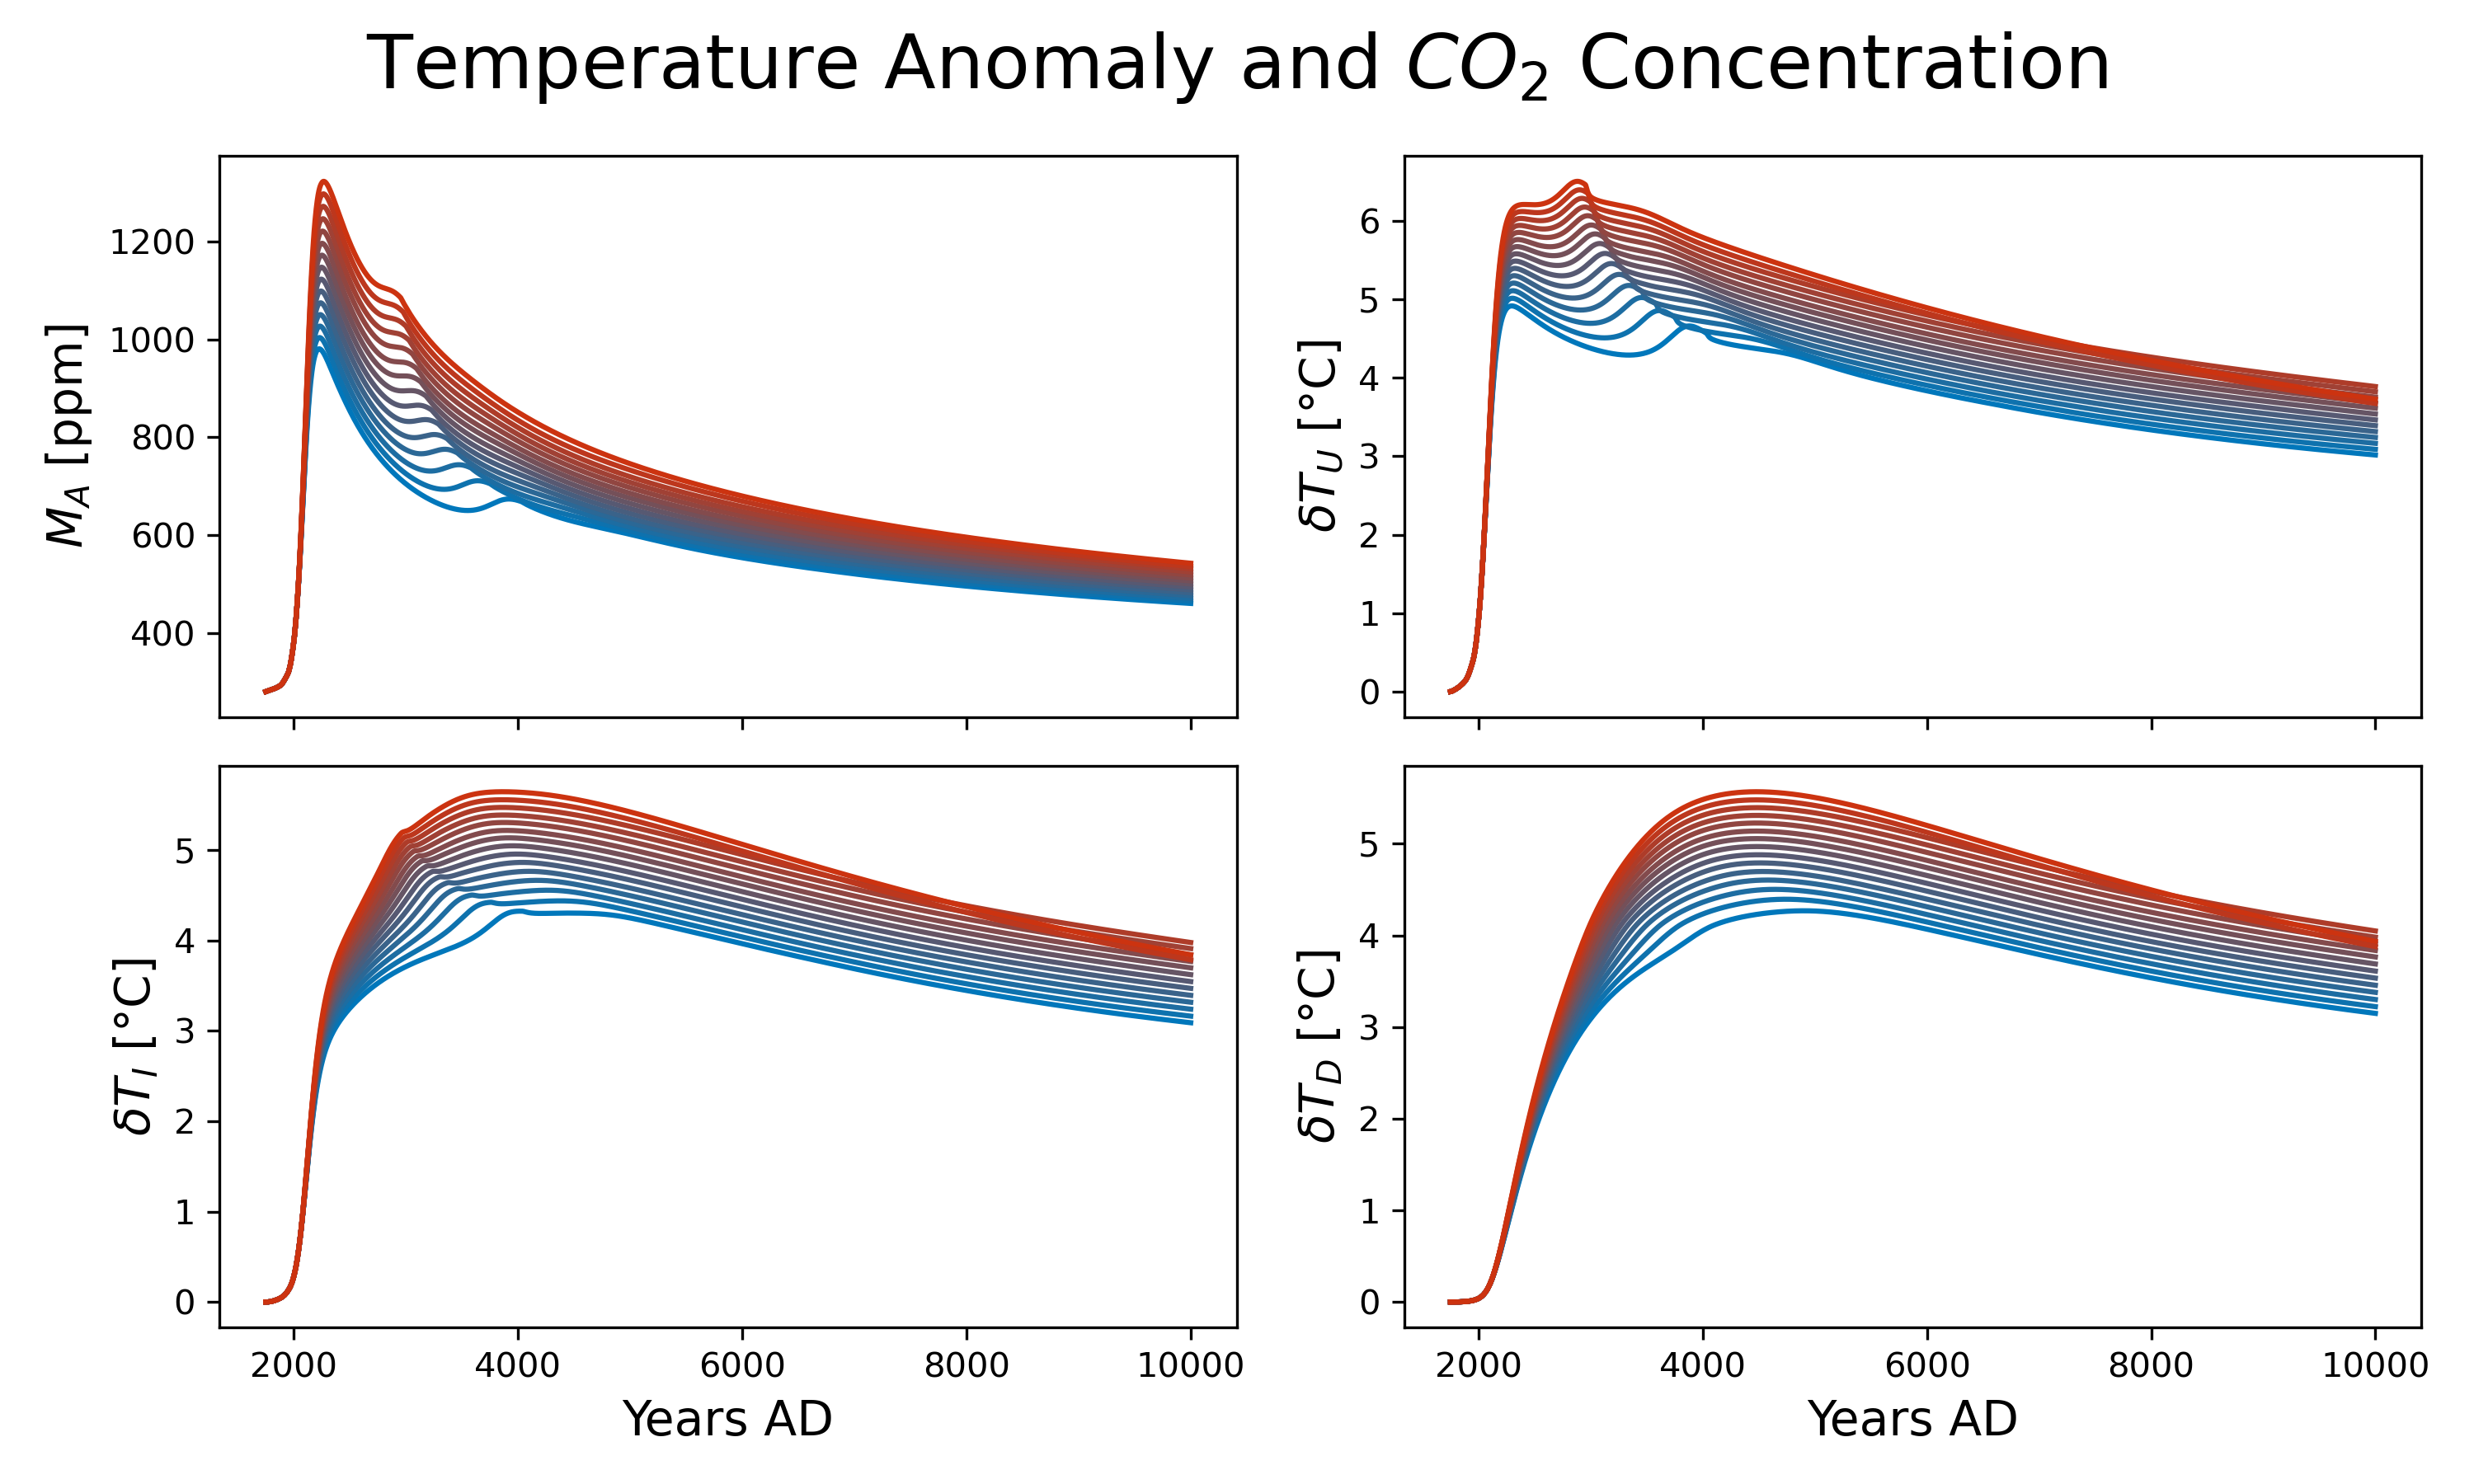 Temperature Anomaly and CO₂ Concentration
M_A [ppm]
1200
1000
800
600
400
δT_U [°C]
6
5
4
3
2
1
0
δT_I [°C]
5
4
3
2
1
0
2000 4000 6000 8000 10000
Years AD
δT_D [°C]
5
4
3
2
1
0
2000 4000 6000 8000 10000
Years AD